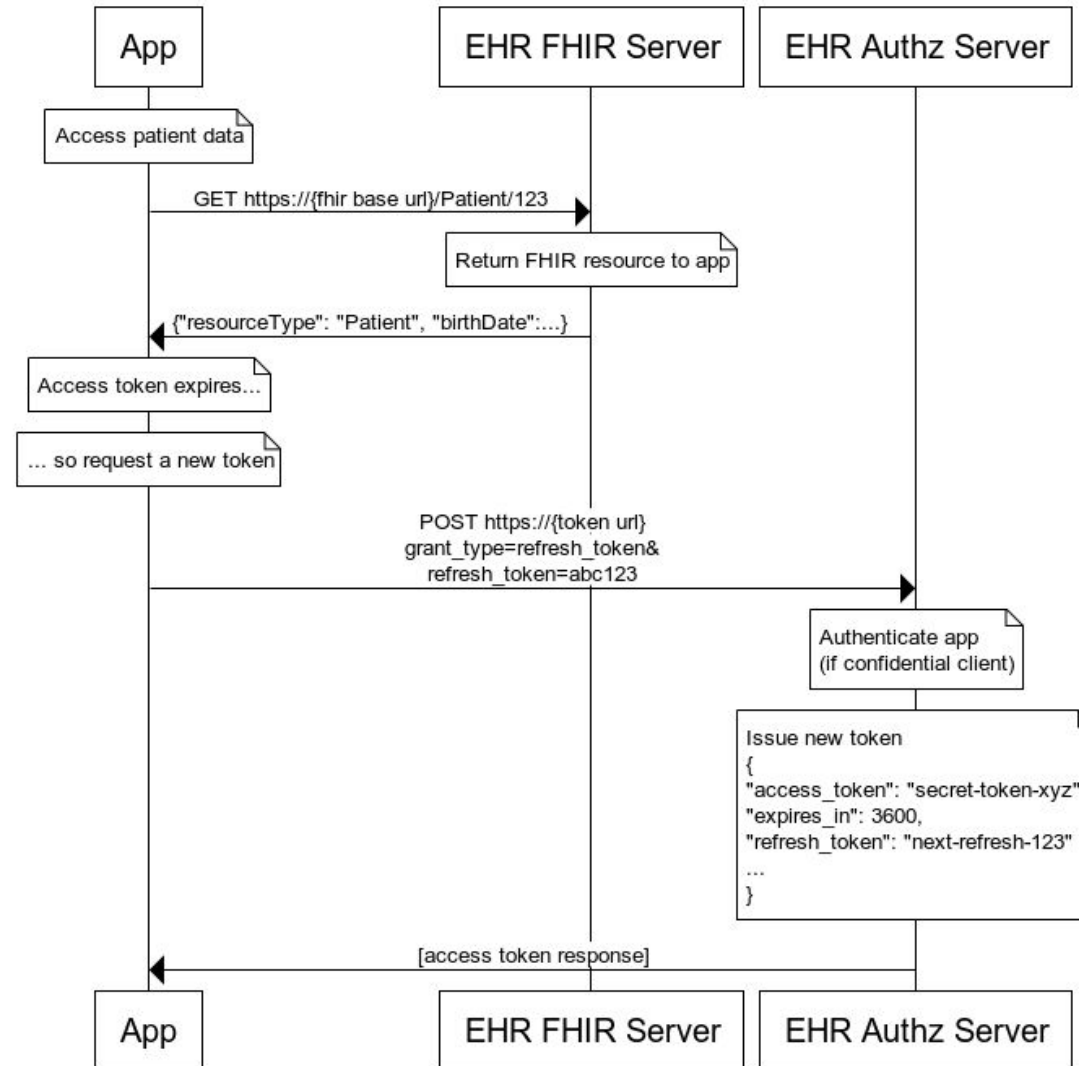 App
EHR FHIR Server
EHR Authz Server
Access patient data
GET https://{fhir base url}/Patient/123
Return FHIR resource to app
{"resourceType": "Patient", "birthDate":...}
Access token expires...
... so request a new token
POST https://{token url}
grant_type=refresh_token&
refresh_token=abc123
Authenticate app
(if confidential client)
Issue new token
{
"access_token": "secret-token-xyz"
"expires_in": 3600,
"refresh_token": "next-refresh-123"
...
}
[access token response]
App
EHR FHIR Server
EHR Authz Server